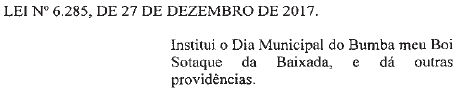 LEI Nº 6.285, DE 27 DE DEZEMBRO DE 2017.
Institui o Dia Municipal do Bumba meu Boi
Sotaque da Baixada, e dá outras
providências.